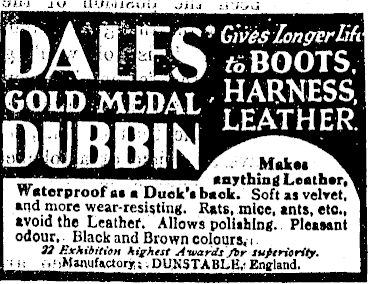 DALES'
GOLD MEDAL
DUBBIN
Gives Longer Life
to BOOTS,
HARNESS,
LEATHER.
Makes
anything Leather,
Waterproof as a Duck's back. Soft as velvet,
and more wear-resisting. Rats, mice, ants, etc.,
avoid the Leather. Allows polishing. Pleasant
odour. Black and Brown colours.
22 Exhibition highest Awards for superiority.
Manufactory: DUNSTABLE, England.